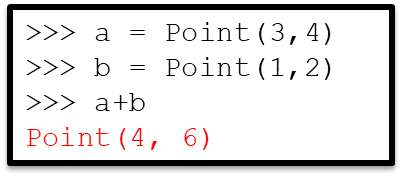 >>> a = Point(3,4)
>>> b = Point(1,2)
>>> a+b
Point(4, 6)